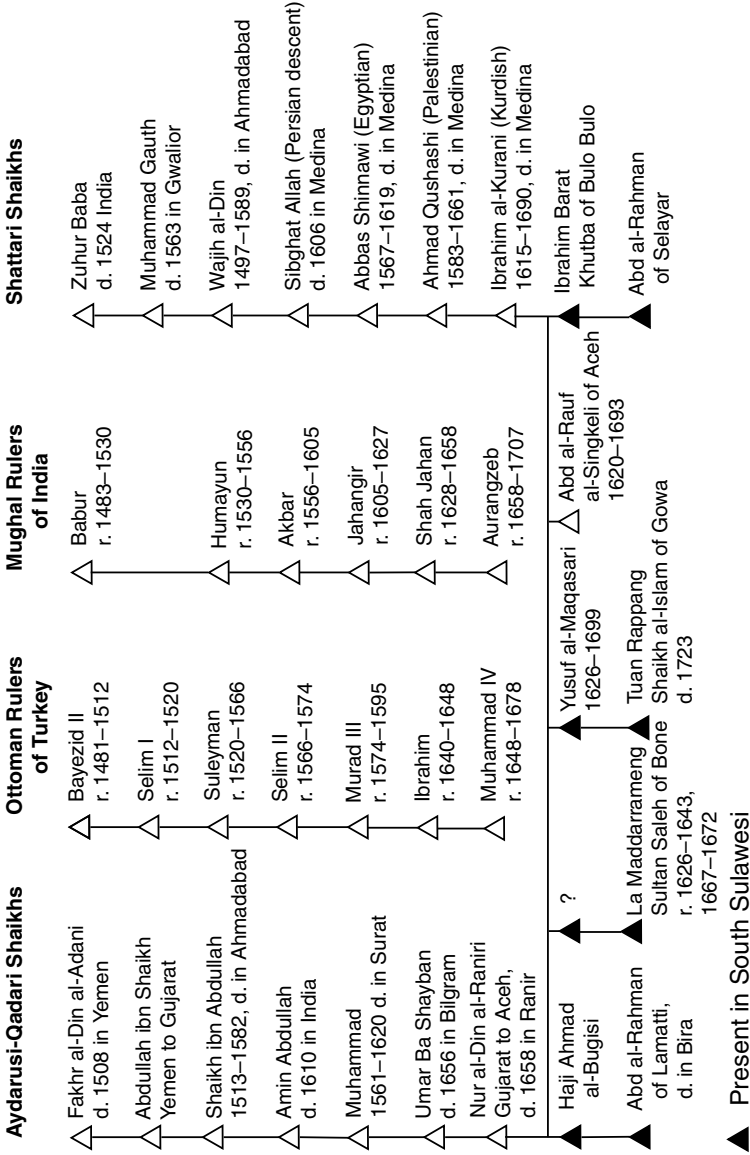 Aydarusi-Qadari Shaikhs
Fakhr al-Din al-Adani
d. 1508 in Yemen
Abdullah ibn Shaikh
Yemen to Gujarat
Shaikh ibn Abdullah
1513–1582, d. in Ahmadabad
Amin Abdullah
d. 1610 in India
Muhammad
1561–1620 d. in Surat
Umar Ba Shayban
d. 1656 in Bilgram
Nur al-Din al-Raniri
Gujarat to Aceh,
d. 1658 in Ranir
Ottoman Rulers
of Turkey
Bayezid II
r. 1481–1512
Selim I
r. 1512–1520
Suleyman
r. 1520–1566
Selim II
r. 1566–1574
Murad III
r. 1574–1595
Ibrahim
r. 1640–1648
Muhammad IV
r. 1648–1678
Mughal Rulers
of India
Babur
r. 1483–1530
Humayun
r. 1530–1556
Akbar
r. 1556–1605
Jahangir
r. 1605–1627
Shah Jahan
r. 1628–1658
Aurangzeb
r. 1658–1707
Shattari Shaikhs
Zuhur Baba
d. 1524 India
Muhammad Gauth
d. 1563 in Gwalior
Wajih al-Din
1497–1589, d. in Ahmadabad
Sibghat Allah (Persian descent)
d. 1606 in Medina
Abbas Shinnawi (Egyptian)
1567–1619, d. in Medina
Ahmad Qushashi (Palestinian)
1583–1661, d. in Medina
Ibrahim al-Kurani (Kurdish)
1615–1690, d. in Medina
Haji Ahmad
al-Bugisi
Abd al-Rahman
of Lamatti,
d. in Bira
?
La Maddarrameng
Sultan Saleh of Bone
r. 1626–1643,
1667–1672
Yusuf al-Maqasari
1626–1699
Tuan Rappang
Shaikh al-Islam of Gowa
d. 1723
Abd al-Rauf
al-Singkeli of Aceh
1620–1693
Ibrahim Barat
Khutba of Bulo Bulo
Abd al-Rahman
of Selayar
Present in South Sulawesi